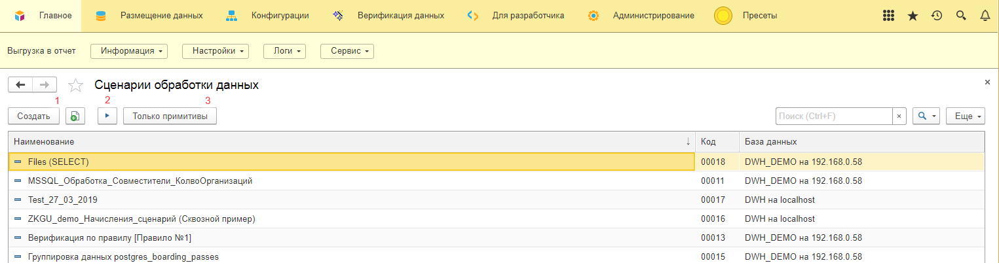 Главное Размещение данных Конфигурации Верификация данных Для разработчика Администрирование Пресеты
Выгрузка в отчет Информация Настройки Логи Сервис
Сценарии обработки данных
1 2 3
Создать Только примитивы Поиск (Ctrl+F) × Еще
Наименование ↓ Код База данных
Files (SELECT) 00018 DWH_DEMO на 192.168.0.58
MSSQL_Обработка_Совместители_КолвоОрганизаций 00011 DWH_DEMO на 192.168.0.58
Test_27_03_2019 00017 DWH на localhost
ZKGU_demo_Начисления_сценарий (Сквозной пример) 00016 DWH на localhost
Верификация по правилу [Правило №1] 00013 DWH_DEMO на 192.168.0.58
Группировка данных postgres_boarding_passes 00015 DWH_DEMO на 192.168.0.58